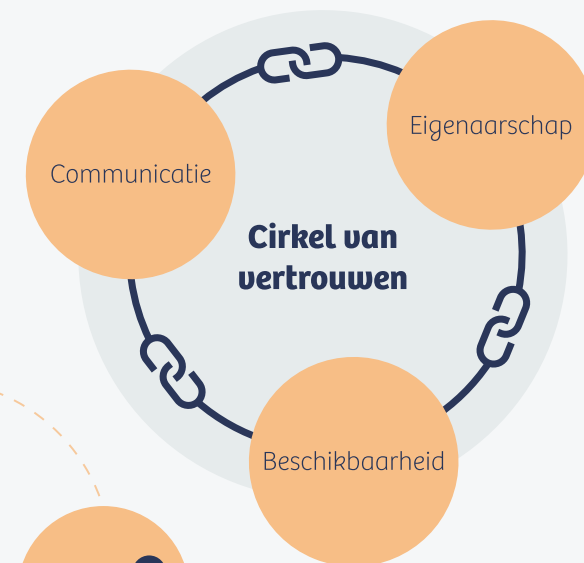 Eigenaarschap
Communicatie
Cirkel van
vertrouwen
Beschikbaarheid